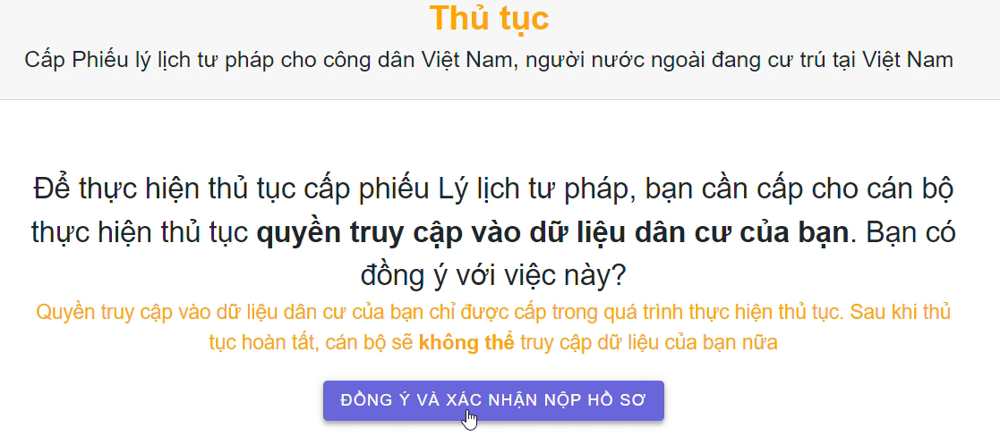 Thủ tục
Cấp Phiếu lý lịch tư pháp cho công dân Việt Nam, người nước ngoài đang cư trú tại Việt Nam
Để thực hiện thủ tục cấp phiếu Lý lịch tư pháp, bạn cần cấp cho cán bộ
thực hiện thủ tục quyền truy cập vào dữ liệu dân cư của bạn. Bạn có
đồng ý với việc này?
Quyền truy cập vào dữ liệu dân cư của bạn chỉ được cấp trong quá trình thực hiện thủ tục. Sau khi thủ
tục hoàn tất, cán bộ sẽ không thể truy cập dữ liệu của bạn nữa
ĐỒNG Ý VÀ XÁC NHẬN NỘP HỒ SƠ